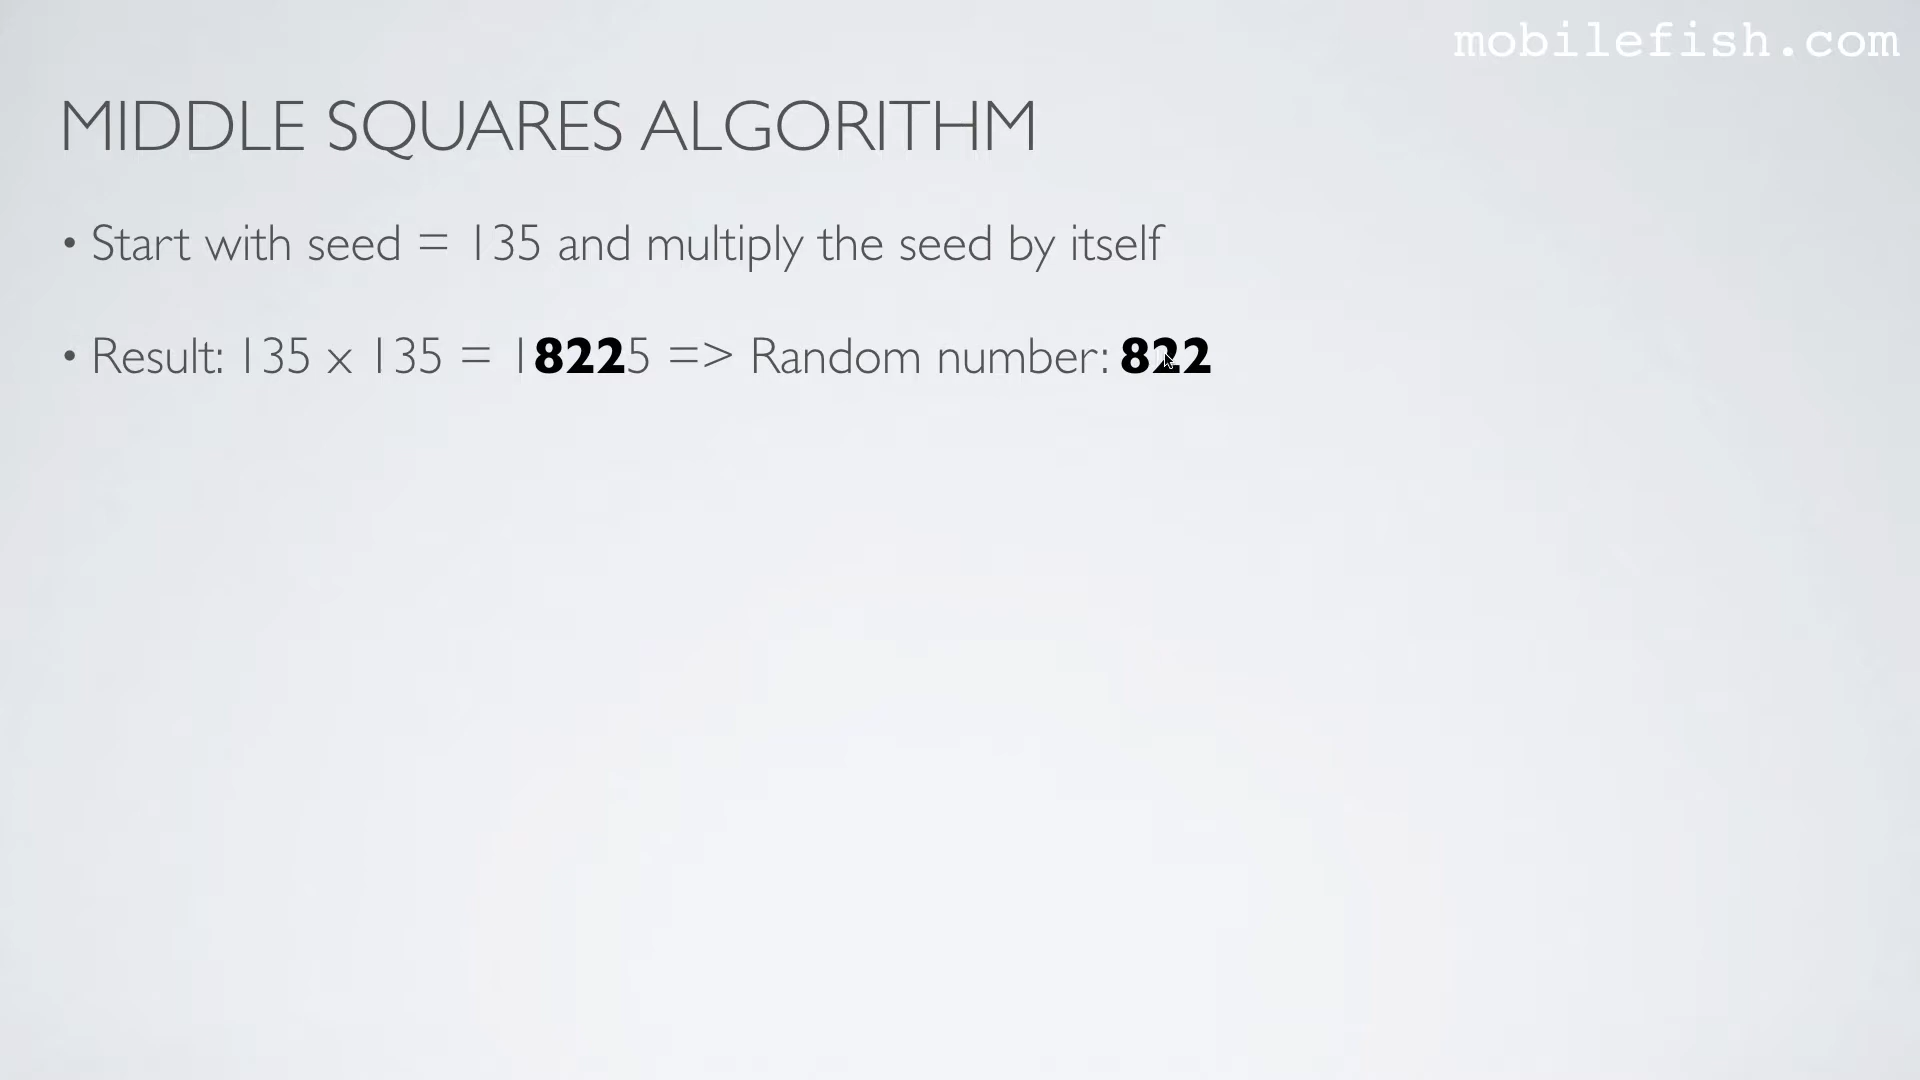 mobilefish.com
MIDDLE SQUARES ALGORITHM
• Start with seed = 135 and multiply the seed by itself
• Result: 135 x 135 = 18225 => Random number: 822